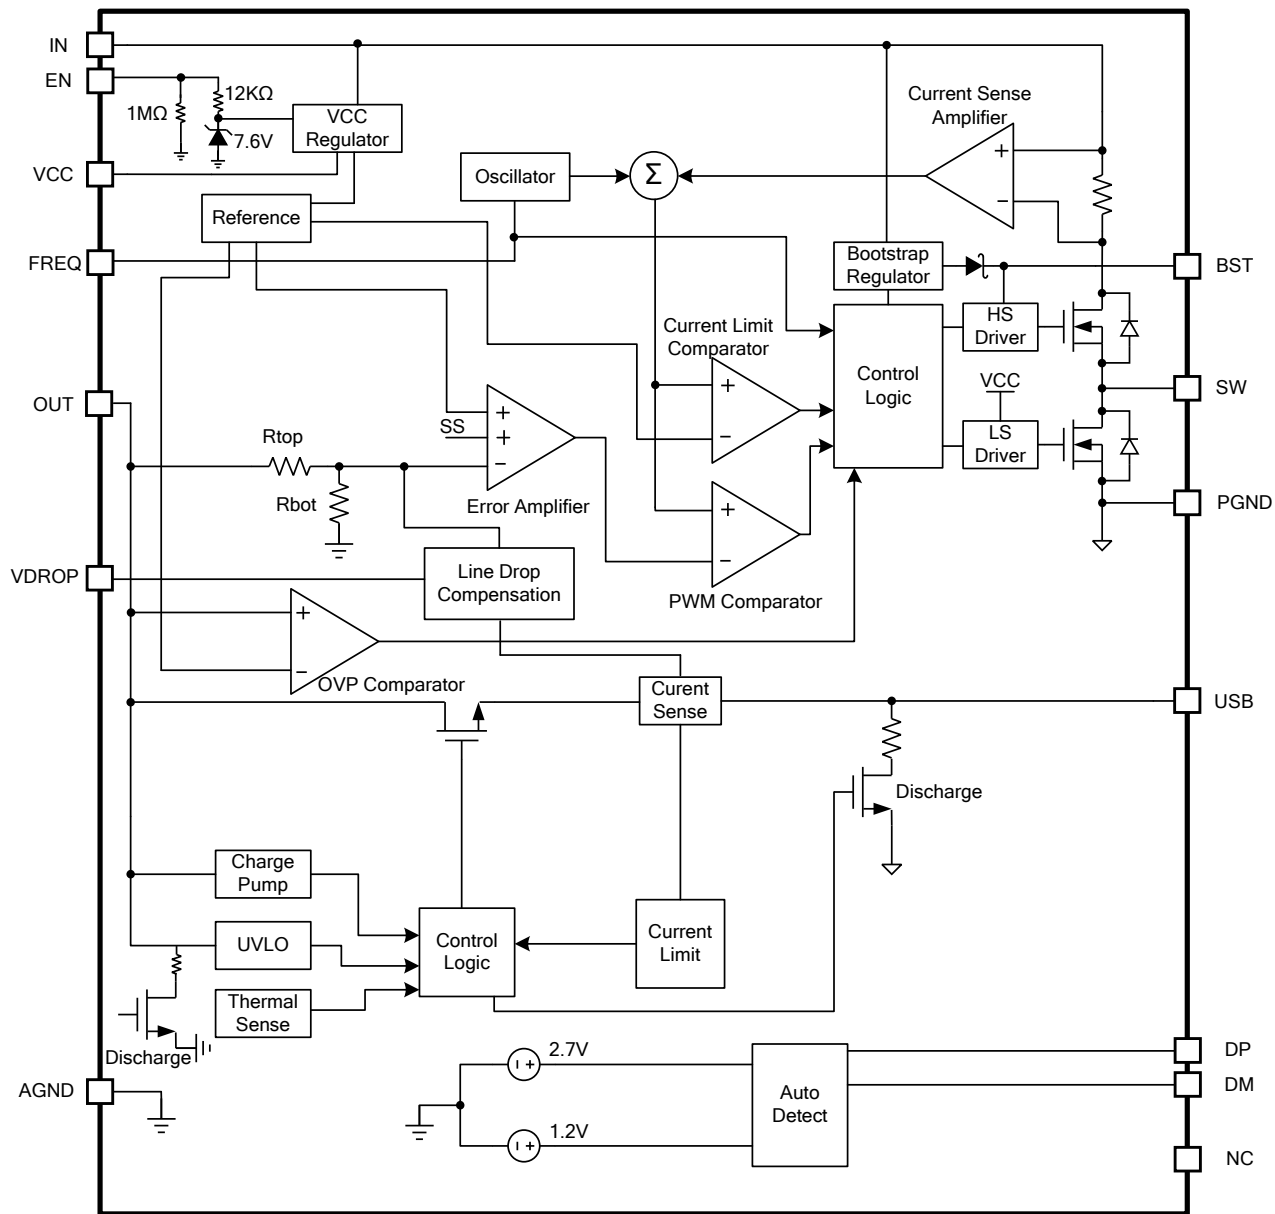 IN
EN
1MΩ
12KΩ
7.6V
VCC
Regulator
VCC
Current Sense
Amplifier
+
−
Oscillator
Σ
Reference
FREQ
Bootstrap
Regulator
BST
Current Limit
Comparator
HS
Driver
+
−
Control
Logic
VCC
SW
OUT
LS
Driver
Rtop
SS
+
+
−
Rbot
Error Amplifier
PGND
+
−
PWM Comparator
VDROP
Line Drop
Compensation
+
−
OVP Comparator
Curent
Sense
USB
Discharge
Charge
Pump
UVLO
Control
Logic
Current
Limit
Thermal
Sense
Discharge
AGND
2.7V
1.2V
Auto
Detect
DP
DM
NC